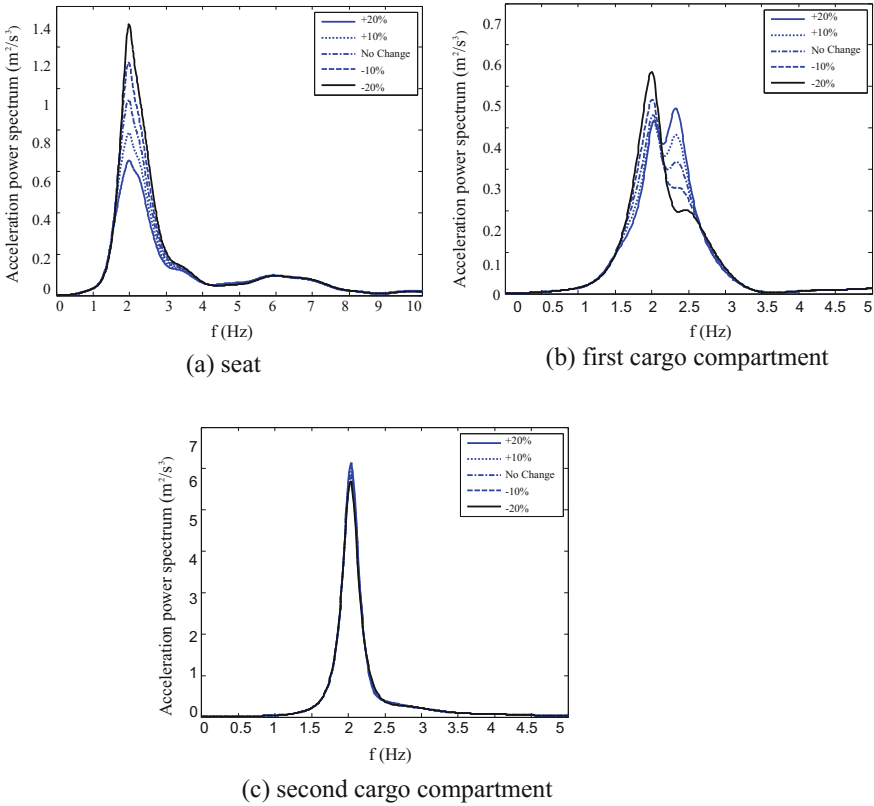 1.4
1.2
1.0
0.8
0.6
0.4
0.2
0
Acceleration power spectrum (m²/s³)
+20%
+10%
No Change
-10%
-20%
0 1 2 3 4 5 6 7 8 9 10
f (Hz)
(a) seat
0.7
0.6
0.5
0.4
0.3
0.2
0.1
0
Acceleration power spectrum (m²/s³)
+20%
+10%
No Change
-10%
-20%
0 0.5 1 1.5 2 2.5 3 3.5 4 4.5 5
f (Hz)
(b) first cargo compartment
7
6
5
4
3
2
1
0
Acceleration power spectrum (m²/s³)
+20%
+10%
No Change
-10%
-20%
0 0.5 1 1.5 2 2.5 3 3.5 4 4.5 5
f (Hz)
(c) second cargo compartment